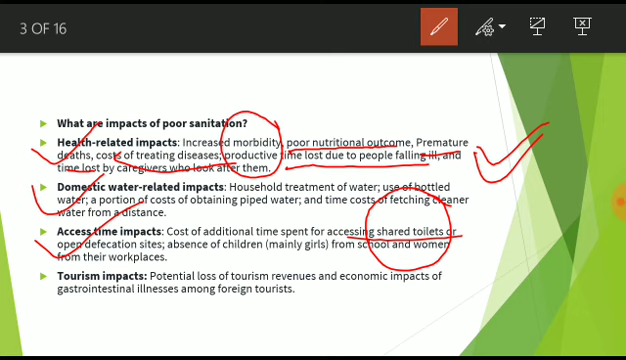 3 OF 16
What are impacts of poor sanitation?
Health-related impacts: Increased morbidity, poor nutritional outcome, Premature
deaths, costs of treating diseases; productive time lost due to people falling ill, and
time lost by caregivers who look after them.
Domestic water-related impacts: Household treatment of water; use of bottled
water; a portion of costs of obtaining piped water; and time costs of fetching cleaner
water from a distance.
Access time impacts: Cost of additional time spent for accessing shared toilets or
open defecation sites; absence of children (mainly girls) from school and women
from their workplaces.
Tourism impacts: Potential loss of tourism revenues and economic impacts of
gastrointestinal illnesses among foreign tourists.